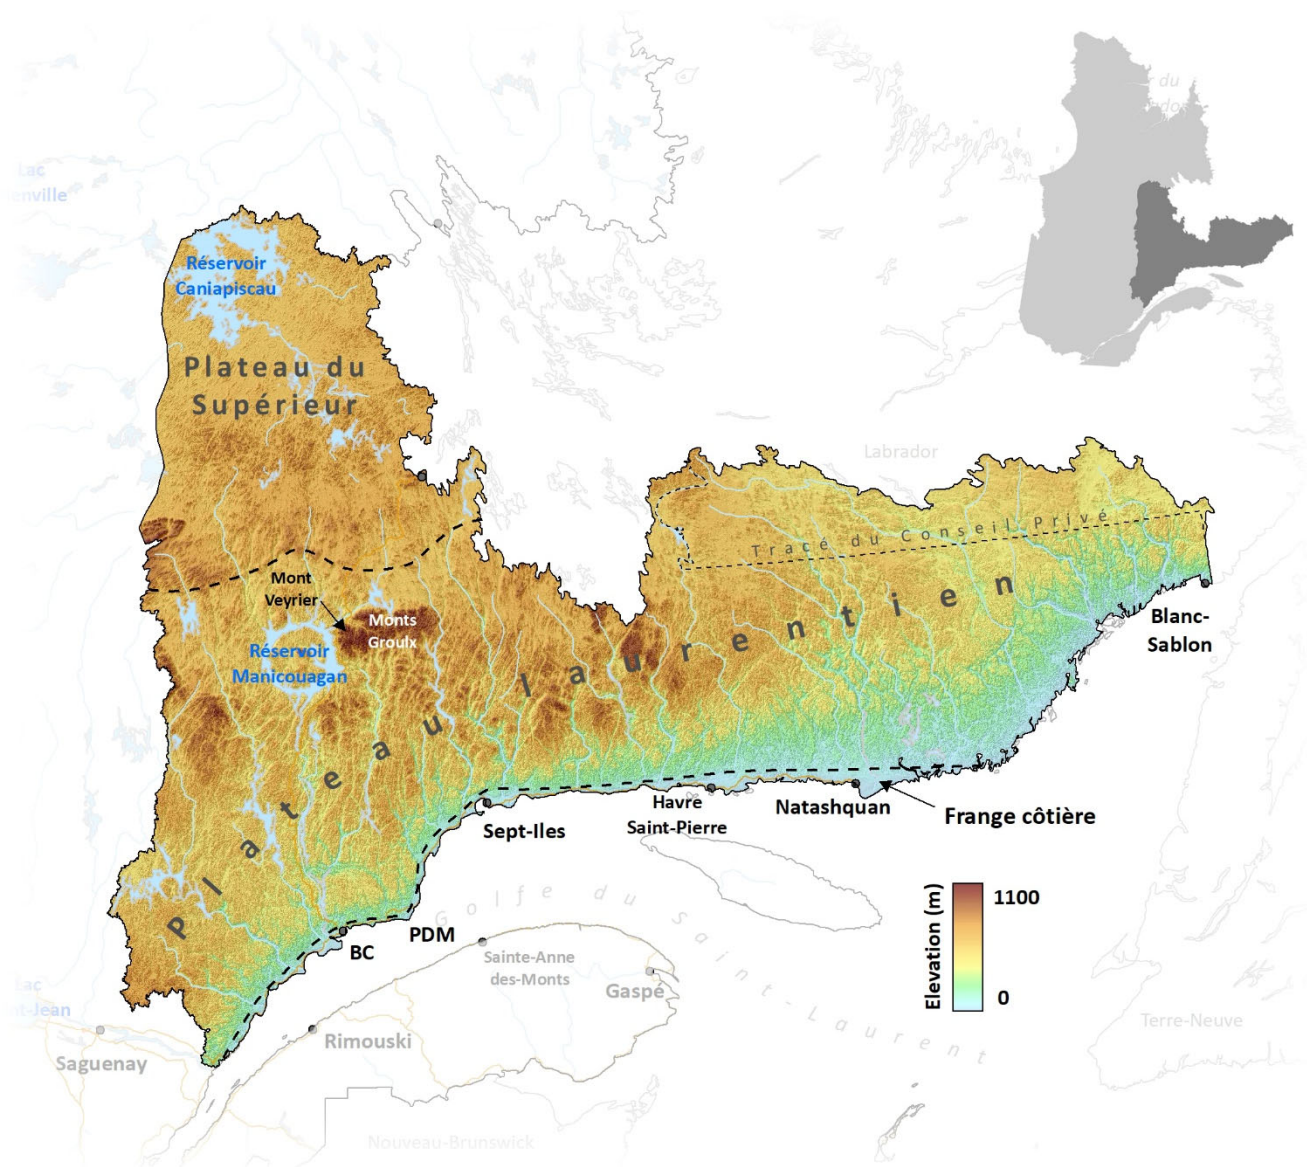 Réservoir
Caniapiscau
Plateau du
Supérieur
Labrador
Tracé du Conseil Privé
Mont
Veyrier
Monts
Groulx
Réservoir
Manicouagan
Plateau laurentien
Blanc-
Sablon
Havre
Saint-Pierre
Natashquan
Frange côtière
Sept-Iles
PDM
BC
Golfe du Saint-Laurent
Sainte-Anne
des-Monts
Gaspé
Rimouski
Saguenay
Lac
Terre-Neuve
Nouveau-Brunswick
Elevation (m)
1100
0